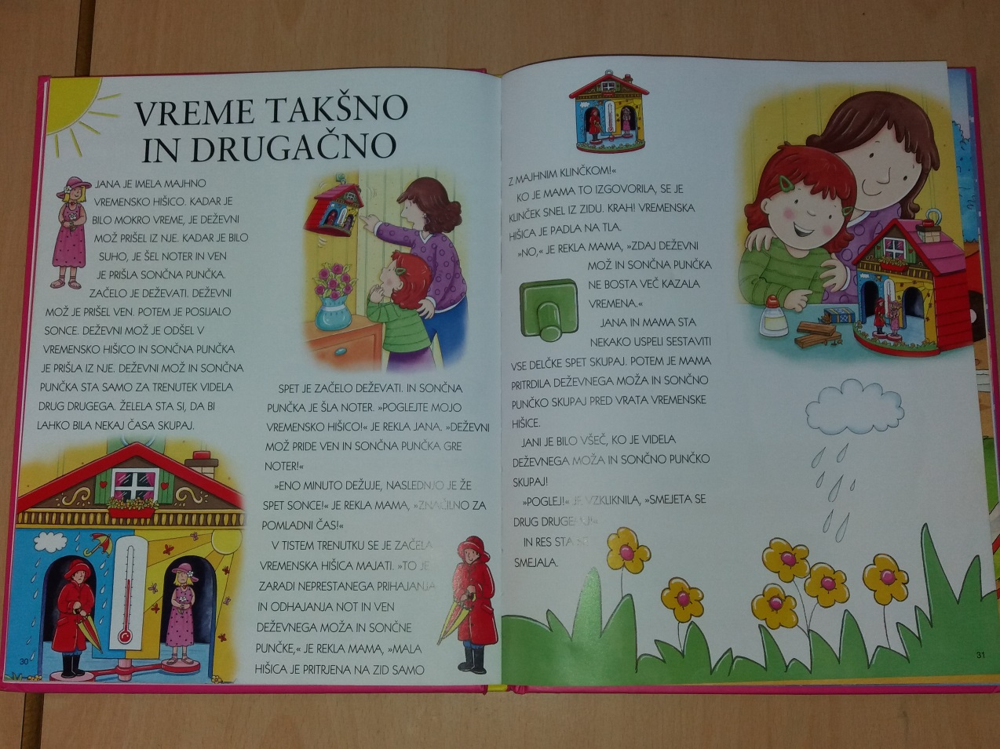 VREME TAKŠNO
IN DRUGAČNO
JANA JE IMELA MAJHNO
VREMENSKO HIŠICO. KADAR JE
BILO MOKRO VREME, JE DEŽEVNI
MOŽ PRIŠEL IZ NJE. KADAR JE BILO
SUHO, JE ŠEL NOTER IN VEN
JE PRIŠLA SONČNA PUNČKA.
ZAČELO JE DEŽEVATI. DEŽEVNI
MOŽ JE PRIŠEL VEN. POTEM JE POSIJALO
SONCE. DEŽEVNI MOŽ JE ODŠEL V
VREMENSKO HIŠICO IN SONČNA PUNČKA
JE PRIŠLA IZ NJE. DEŽEVNI MOŽ IN SONČNA
PUNČKA STA SAMO ZA TRENUTEK VIDELA
DRUG DRUGEGA. ŽELELA STA SI, DA BI
LAHKO BILA NEKAJ ČASA SKUPAJ.
SPET JE ZAČELO DEŽEVATI. IN SONČNA
PUNČKA JE ŠLA NOTER. »POGLEJTE MOJO
VREMENSKO HIŠICO!« JE REKLA JANA. »DEŽEVNI
MOŽ PRIDE VEN IN SONČNA PUNČKA GRE
NOTER!«
»ENO MINUTO DEŽUJE, NASLEDNJO JE ŽE
SPET SONCE!« JE REKLA MAMA, »ZNAČILNO ZA
POMLADNI ČAS!«
V TISTEM TRENUTKU SE JE ZAČELA
VREMENSKA HIŠICA MAJATI. »TO JE
ZARADI NEPRESTANEGA PRIHAJANJA
IN ODHAJANJA NOT IN VEN
DEŽEVNEGA MOŽA IN SONČNE
PUNČKE,« JE REKLA MAMA, »MALA
HIŠICA JE PRITRJENA NA ZID SAMO
30
Z MAJHNIM KLINČKOM!«
KO JE MAMA TO IZGOVORILA, SE JE
KLINČEK SNEL IZ ZIDU. KRAH! VREMENSKA
HIŠICA JE PADLA NA TLA.
»NO,« JE REKLA MAMA, »ZDAJ DEŽEVNI
MOŽ IN SONČNA PUNČKA
NE BOSTA VEČ KAZALA
VREMENA.«
JANA IN MAMA STA
NEKAKO USPELI SESTAVITI
VSE DELČKE SPET SKUPAJ. POTEM JE MAMA
PRITRDILA DEŽEVNEGA MOŽA IN SONČNO
PUNČKO SKUPAJ PRED VRATA VREMENSKE
HIŠICE.
JANI JE BILO VŠEČ, KO JE VIDELA
DEŽEVNEGA MOŽA IN SONČNO PUNČKO
SKUPAJ!
»POGLEJ!« JE VZKLIKNILA, »SMEJETA SE
DRUG DRUGEMU!«
IN RES STA SE
SMEJALA.
31